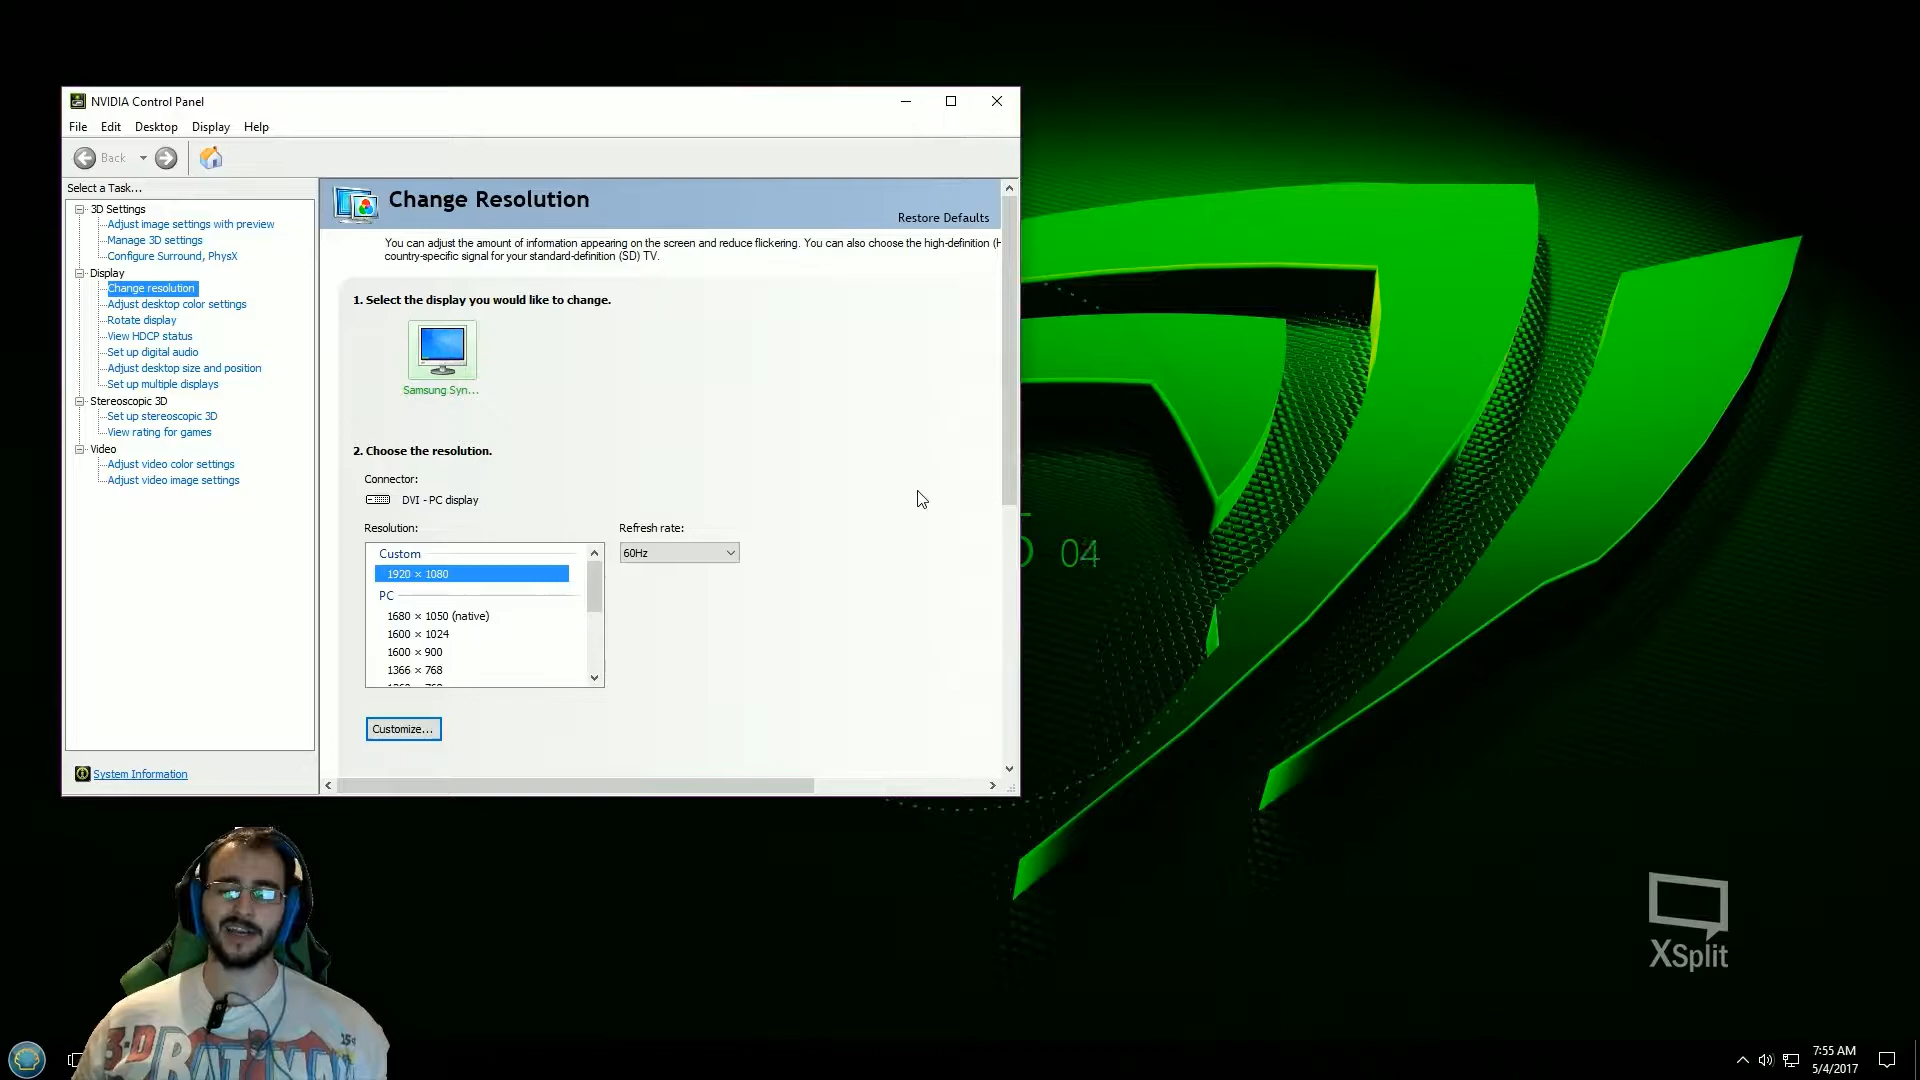 NVIDIA Control Panel
File Edit Desktop Display Help
Back
Select a Task...
3D Settings
Adjust image settings with preview
Manage 3D settings
Configure Surround, PhysX
Display
Change resolution
Adjust desktop color settings
Rotate display
View HDCP status
Set up digital audio
Adjust desktop size and position
Set up multiple displays
Stereoscopic 3D
Set up stereoscopic 3D
View rating for games
Video
Adjust video color settings
Adjust video image settings
System Information
Change Resolution
Restore Defaults
You can adjust the amount of information appearing on the screen and reduce flickering. You can also choose the high-definition (H
country-specific signal for your standard-definition (SD) TV.
1. Select the display you would like to change.
Samsung Syn...
2. Choose the resolution.
Connector:
DVI - PC display
Resolution:
Refresh rate:
Custom
60Hz
1920 × 1080
PC
1680 × 1050 (native)
1600 × 1024
1600 × 900
1366 × 768
Customize...
04
XSplit
3-D
BATMAN
15¢
7:55 AM
5/4/2017